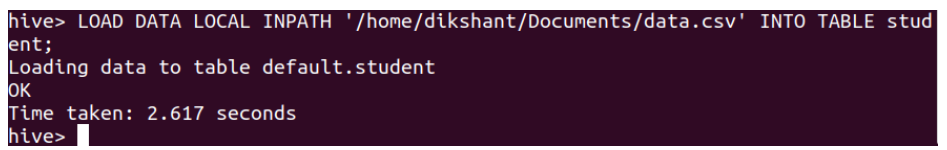 hive> LOAD DATA LOCAL INPATH '/home/dikshant/Documents/data.csv' INTO TABLE stud
ent;
Loading data to table default.student
OK
Time taken: 2.617 seconds
hive>